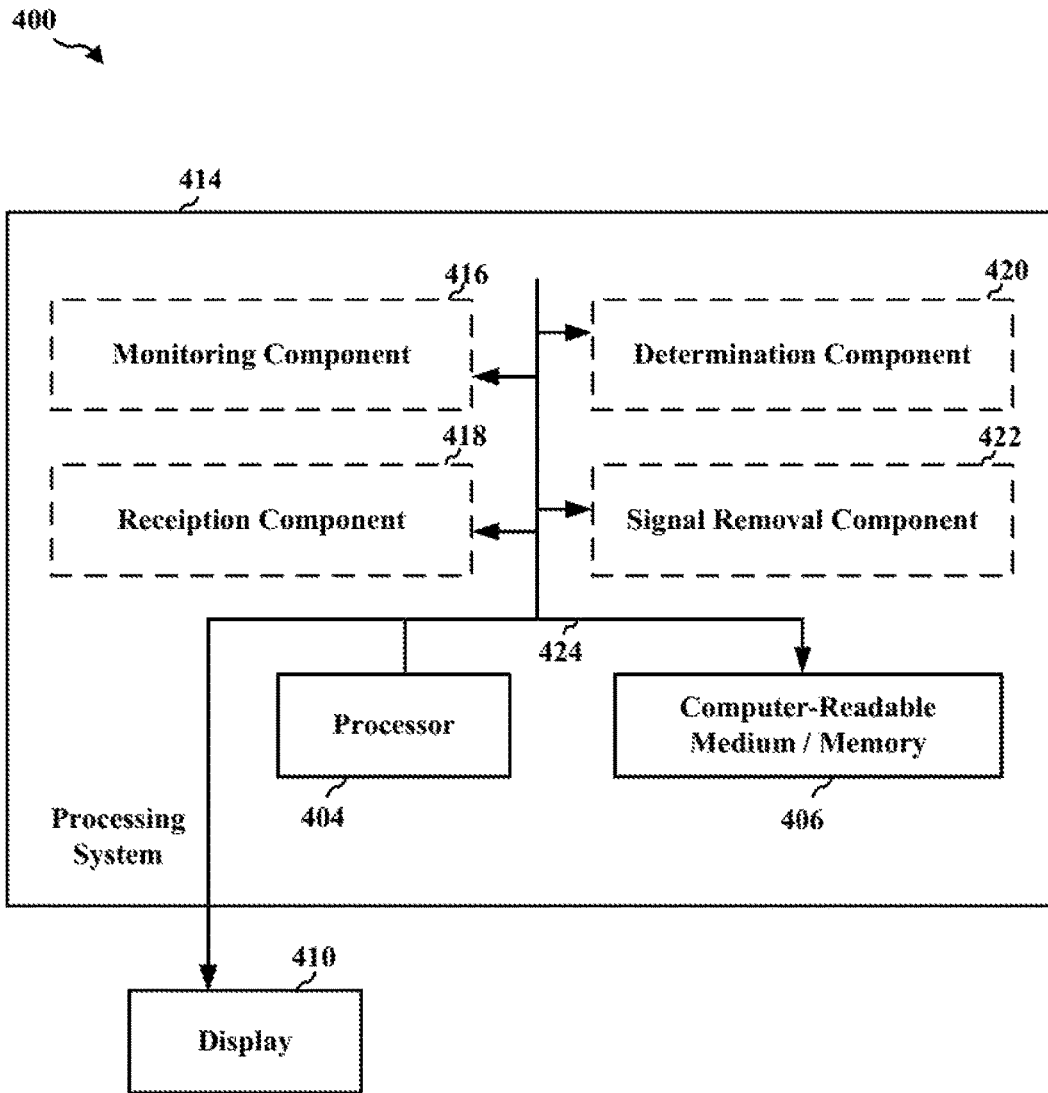 400
414
416
420
Monitoring Component
Determination Component
418
422
Receiption Component
Signal Removal Component
424
Processor
Computer-Readable
Medium / Memory
404
406
Processing
System
410
Display